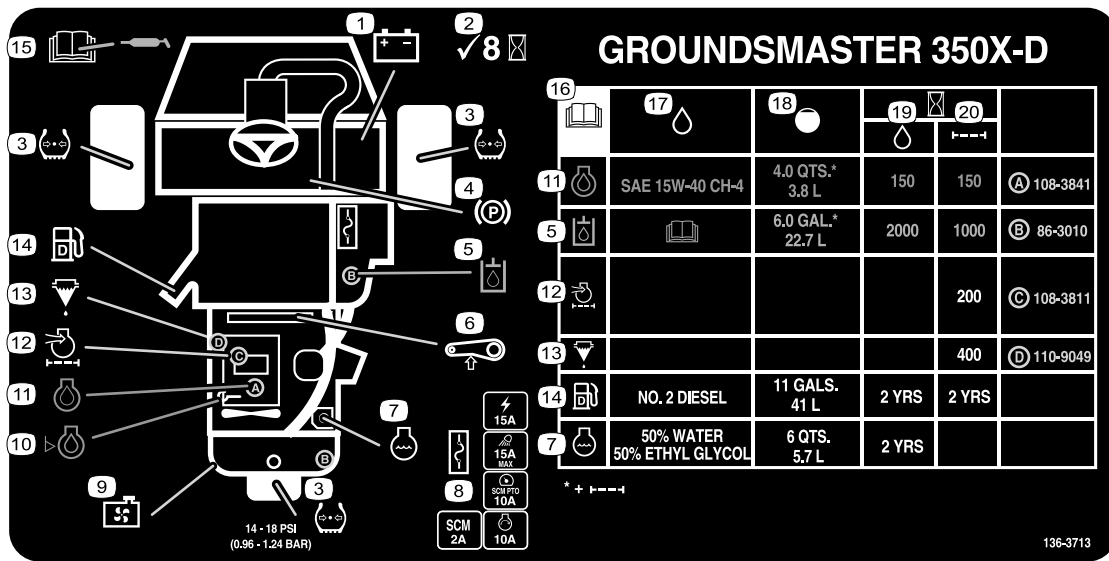 GROUNDSMASTER 350X-D
15
1
+ -
2
✓8
3
3
4
(P)
14
D
5
B
13
D
12
C
6
11
A
10
7
B
9
3
14 - 18 PSI
(0.96 - 1.24 BAR)
8
15A
15A
MAX
SCM PTO
10A
SCM
2A
10A
16
17
18
19
20
11
SAE 15W-40 CH-4
4.0 QTS.*
3.8 L
150
150
A 108-3841
5
6.0 GAL.*
22.7 L
2000
1000
B 86-3010
12
200
C 108-3811
13
400
D 110-9049
14
D
NO. 2 DIESEL
11 GALS.
41 L
2 YRS
2 YRS
7
50% WATER
50% ETHYL GLYCOL
6 QTS.
5.7 L
2 YRS
* +
136-3713